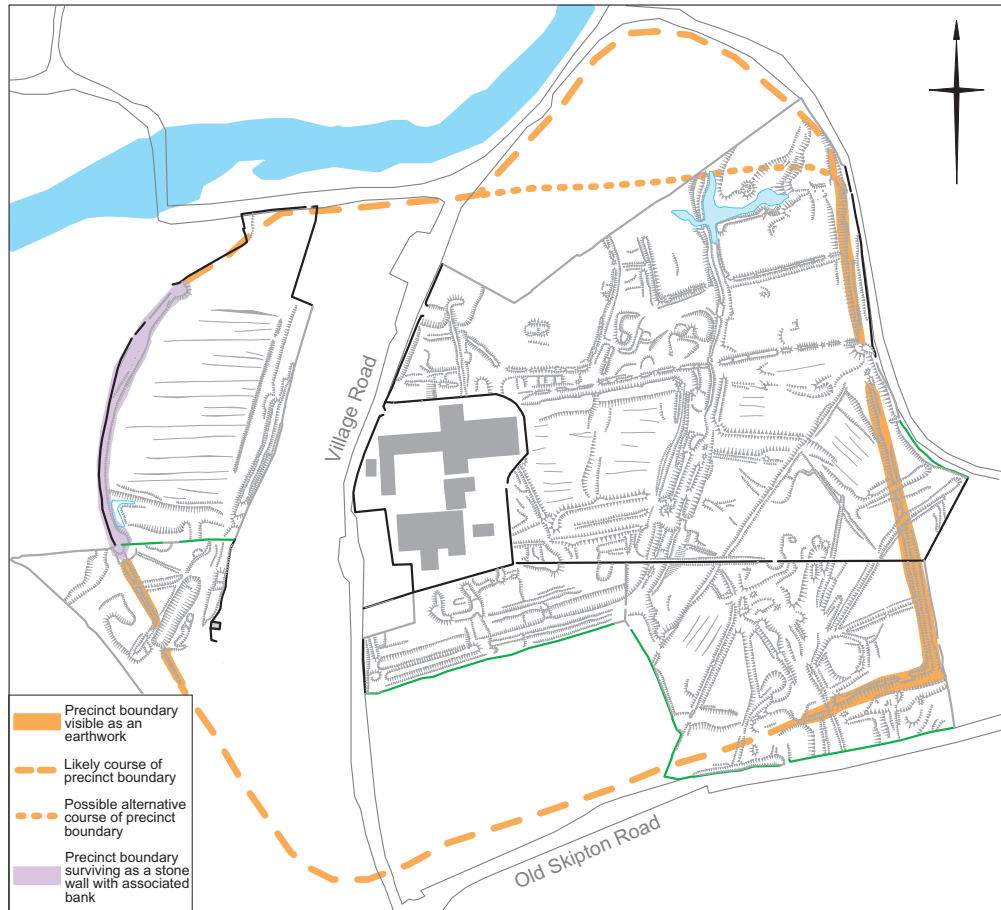 Village Road
Old Skipton Road
Precinct boundary
visible as an
earthwork
Likely course of
precinct boundary
Possible alternative
course of precinct
boundary
Precinct boundary
surviving as a stone
wall with associated
bank